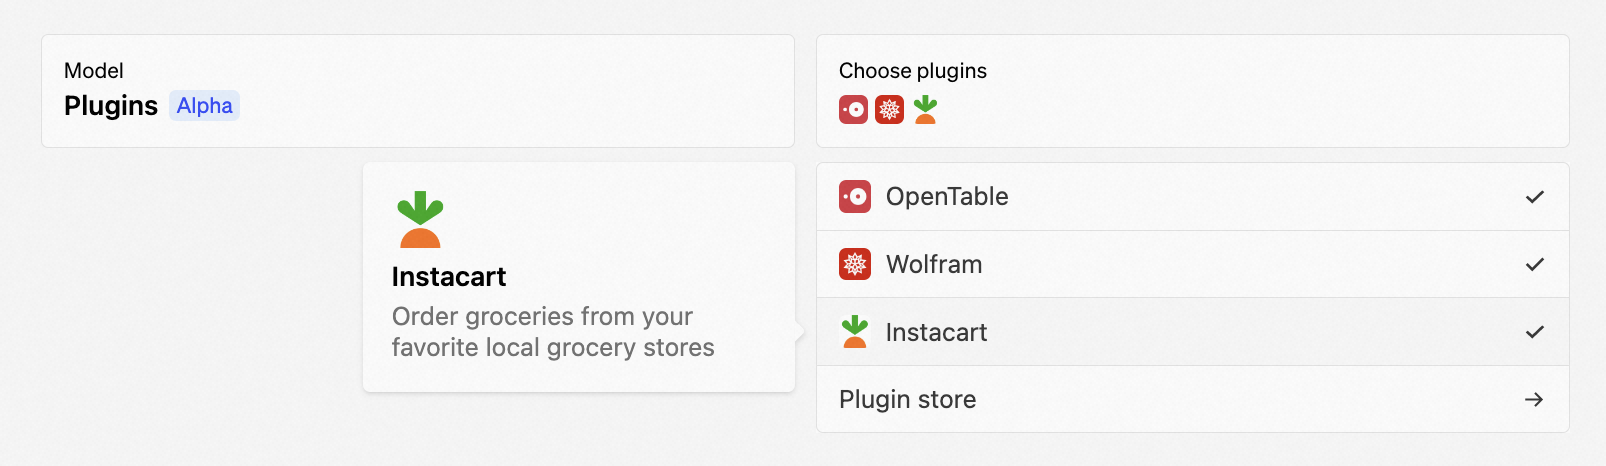 Model
Plugins Alpha
Choose plugins
Instacart
Order groceries from your
favorite local grocery stores
OpenTable
Wolfram
Instacart
Plugin store